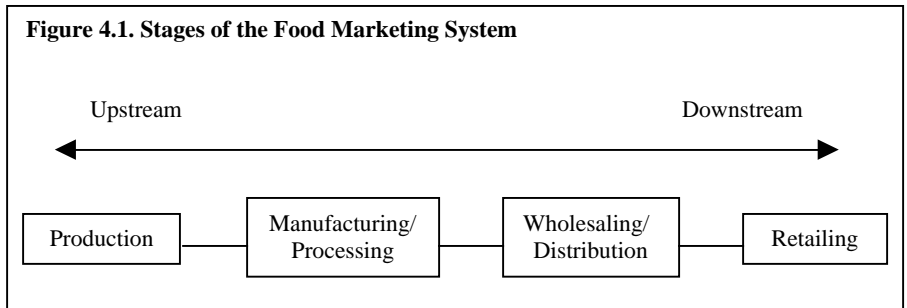 Figure 4.1. Stages of the Food Marketing System
Upstream
Downstream
Production
Manufacturing/
Processing
Wholesaling/
Distribution
Retailing